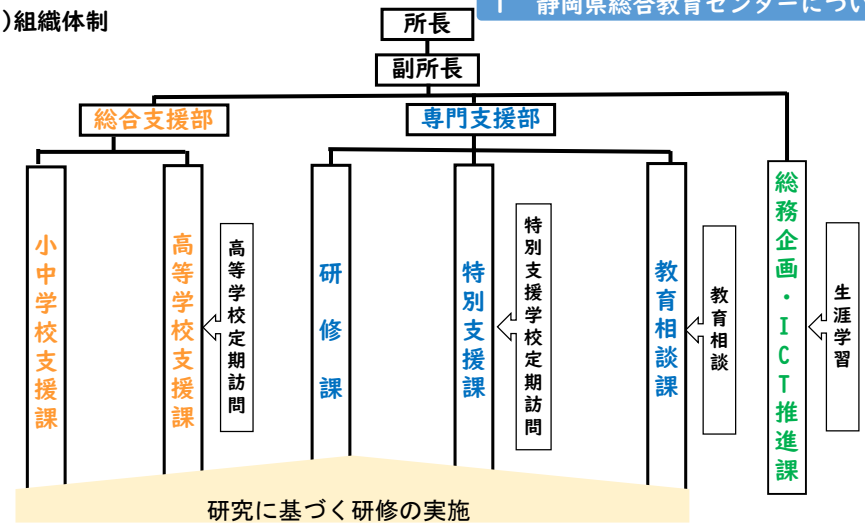 1 静岡県総合教育センターについ
)組織体制
所長
副所長
総合支援部
専門支援部
小中学校支援課
高等学校支援課
高等学校定期訪問
研修課
特別支援課
特別支援学校定期訪問
教育相談課
教育相談
総務企画・ICT推進課
生涯学習
研究に基づく研修の実施